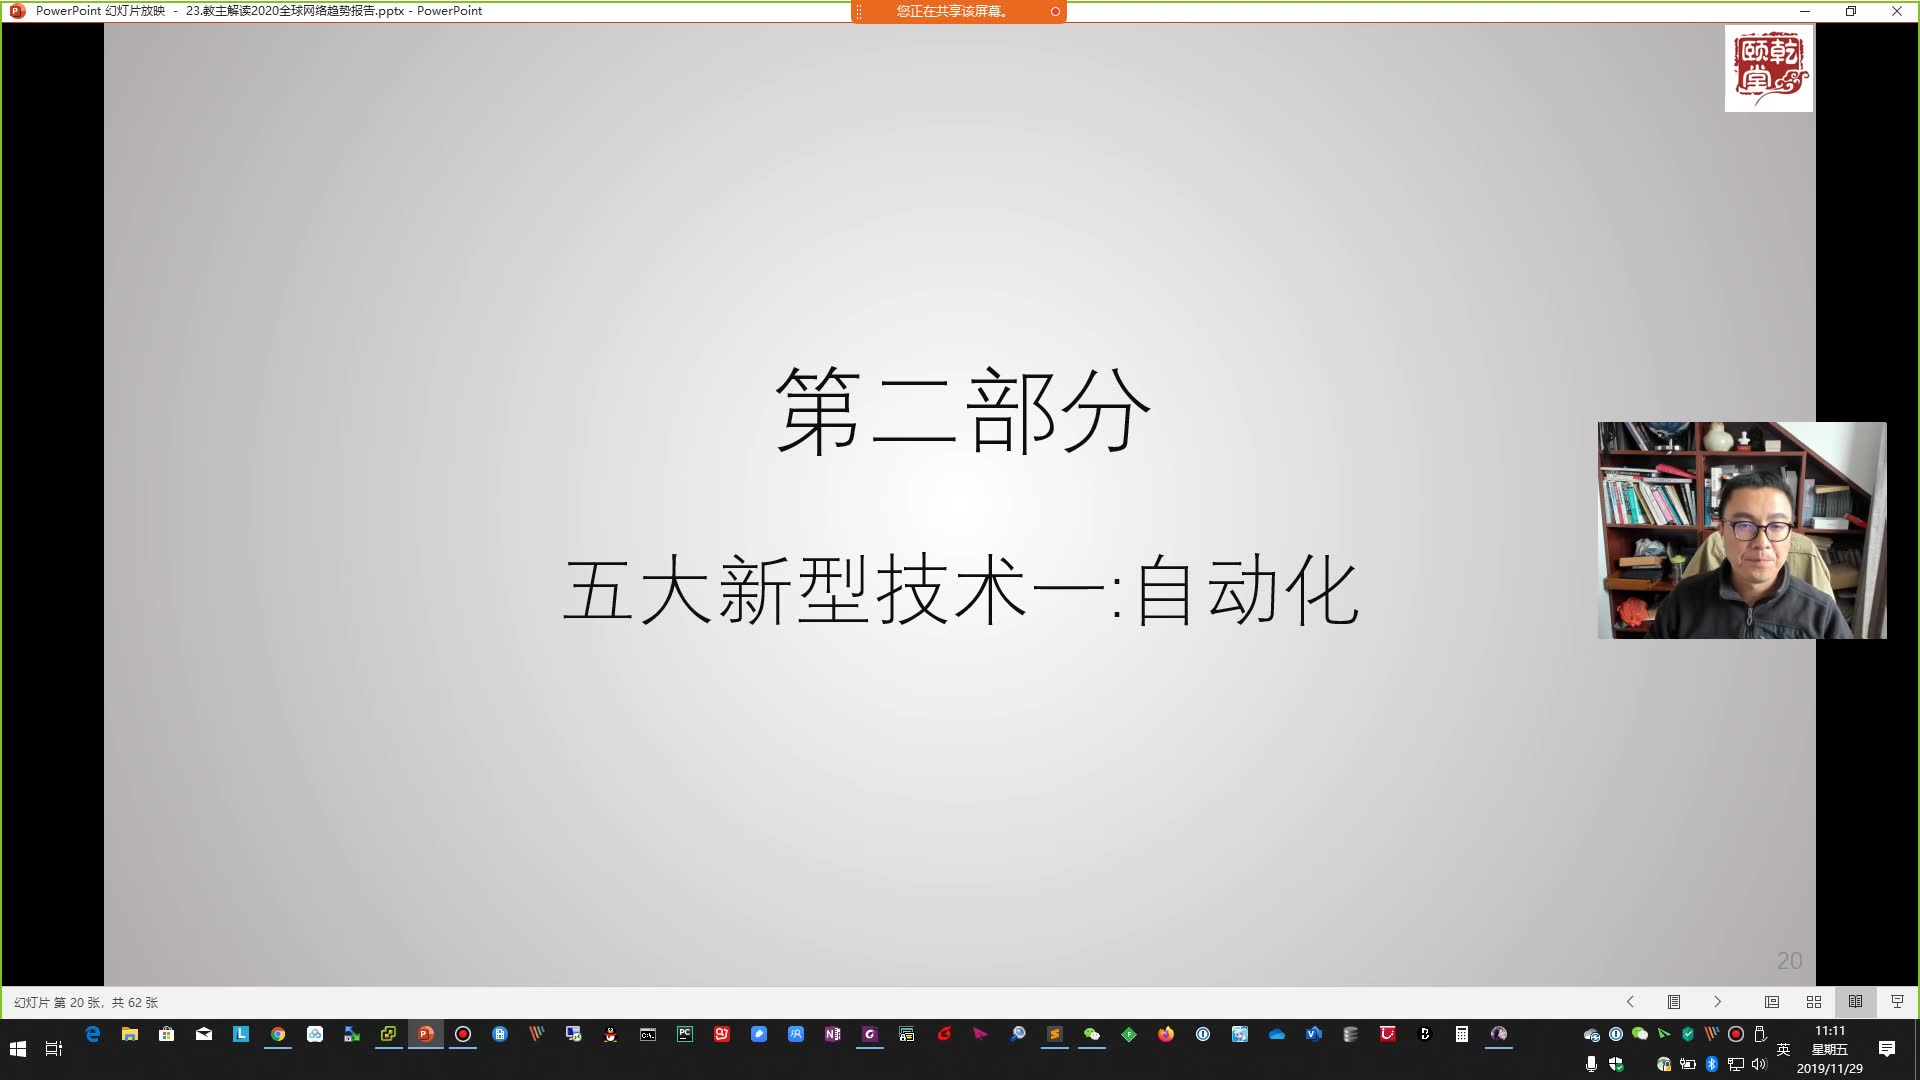 PowerPoint 幻灯片放映 - 23.教主解读2020全球网络趋势报告.pptx - PowerPoint
您正在共享该屏幕。
颐乾堂
第二部分
五大新型技术一:自动化
20
幻灯片 第 20 张，共 62 张
11:11
英
星期五
2019/11/29